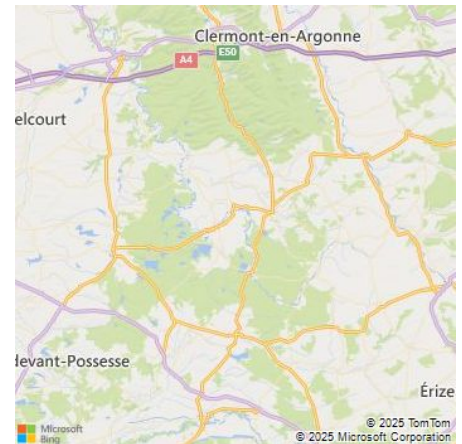 Clermont-en-Argonne
E50
A4
elcourt
devant-Possesse
Érize
Microsoft
Bing
© 2025 TomTom
© 2025 Microsoft Corporation